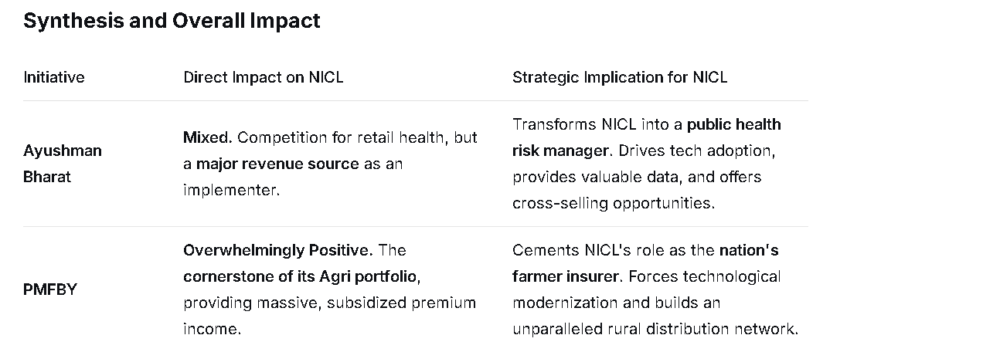 Synthesis and Overall Impact
Initiative
Direct Impact on NICL
Strategic Implication for NICL
Ayushman
Bharat
Mixed. Competition for retail health, but
a major revenue source as an
implementer.
Transforms NICL into a public health
risk manager. Drives tech adoption,
provides valuable data, and offers
cross-selling opportunities.
PMFBY
Overwhelmingly Positive. The
cornerstone of its Agri portfolio,
providing massive, subsidized premium
income.
Cements NICL's role as the nation's
farmer insurer. Forces technological
modernization and builds an
unparalleled rural distribution network.